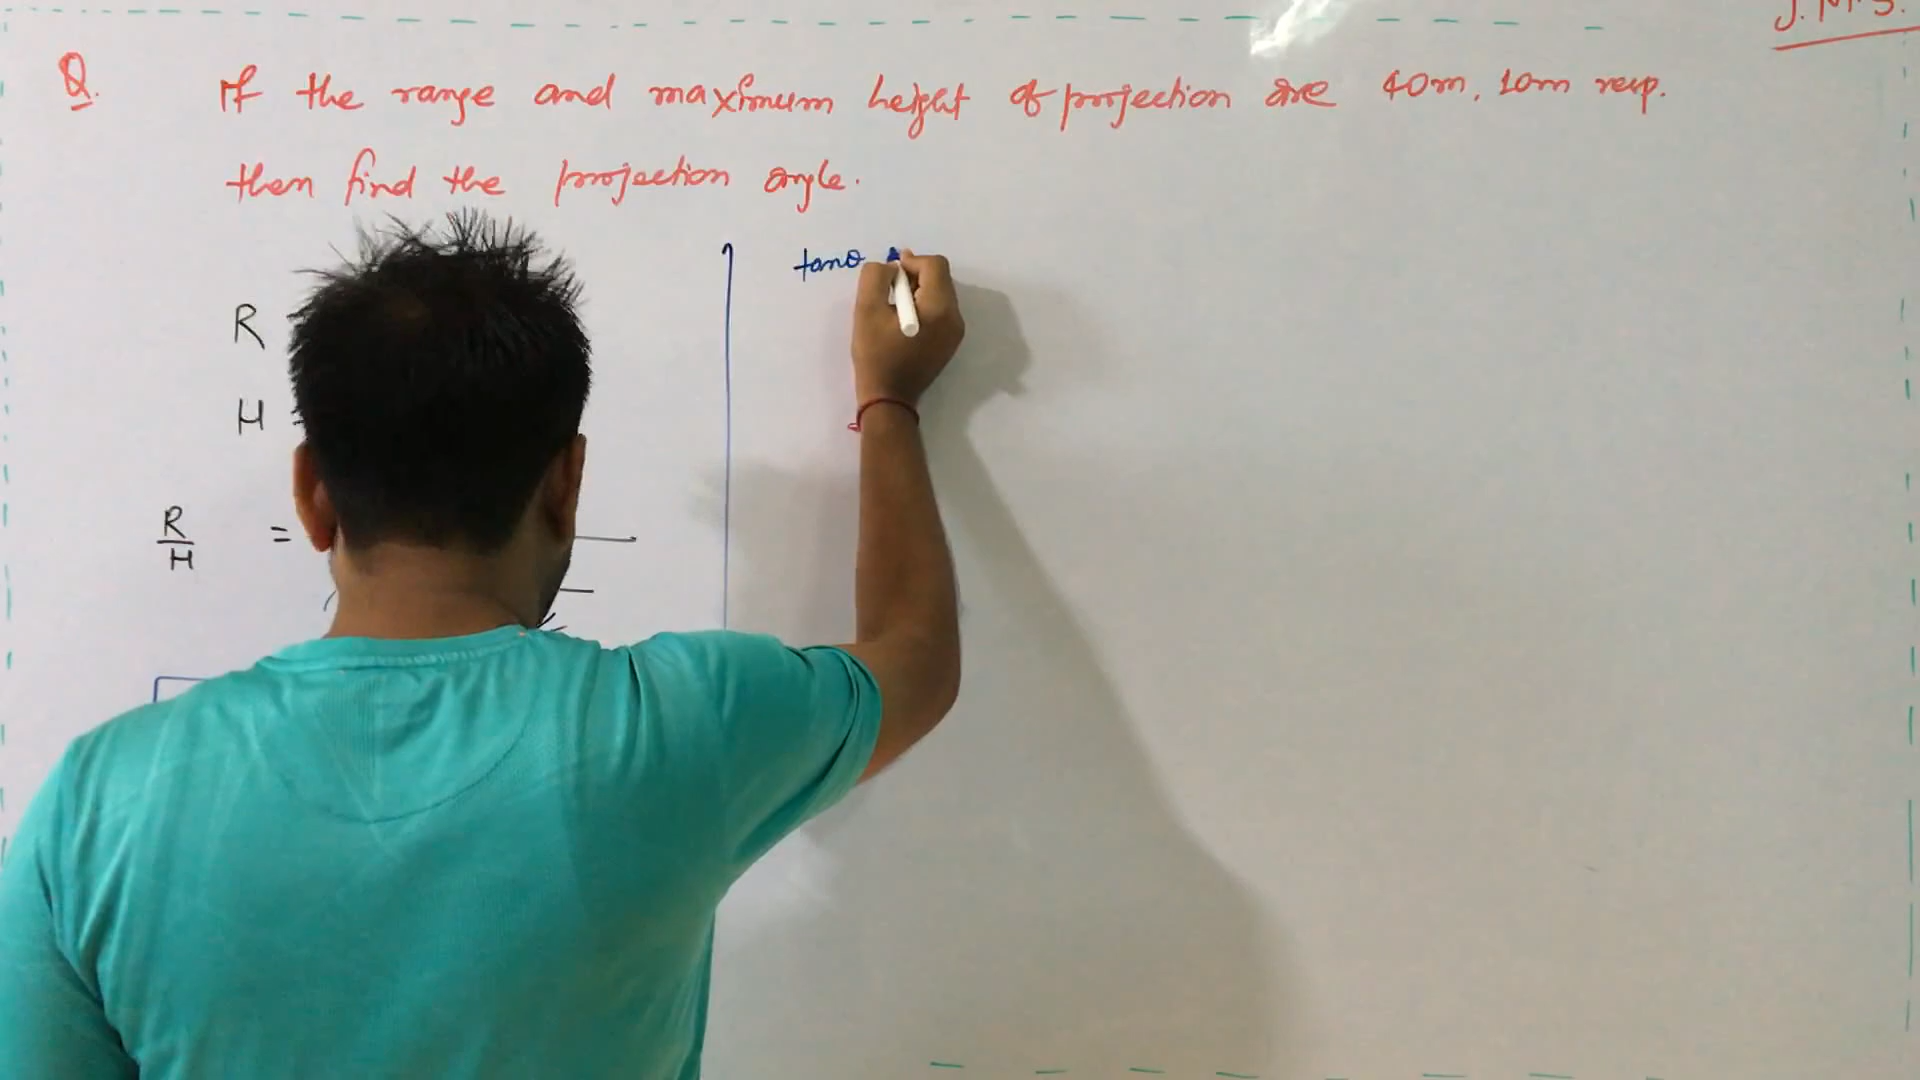 J.M.S.
Q. If the range and maximum height of projection are 40m, 10m resp.
then find the projection angle.
R
H
R/H =
tanθ